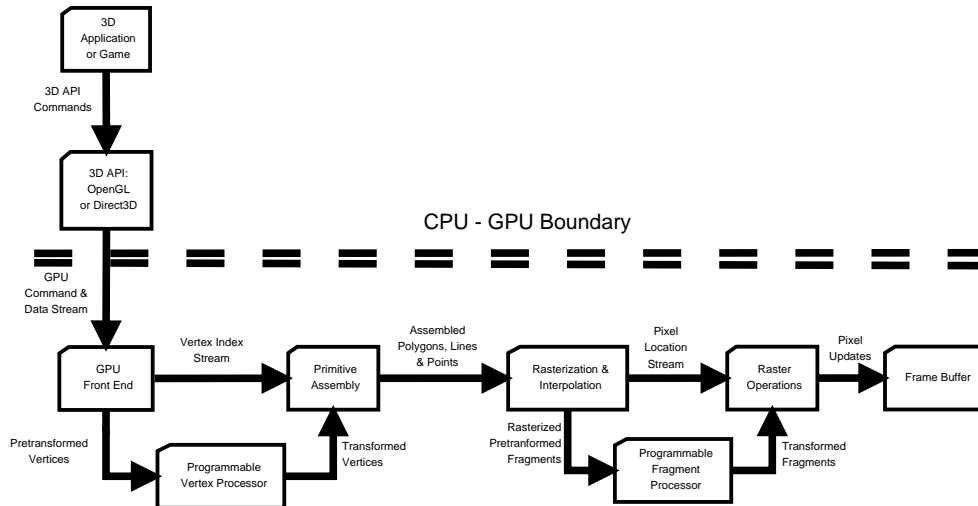 3D
Application
or Game
3D API
Commands
3D API:
OpenGL
or Direct3D
CPU - GPU Boundary
GPU
Command &
Data Stream
GPU
Front End
Vertex Index
Stream
Primitive
Assembly
Assembled
Polygons, Lines
& Points
Rasterization &
Interpolation
Pixel
Location
Stream
Raster
Operations
Pixel
Updates
Frame Buffer
Pretransformed
Vertices
Programmable
Vertex Processor
Transformed
Vertices
Rasterized
Pretranformed
Fragments
Programmable
Fragment
Processor
Transformed
Fragments